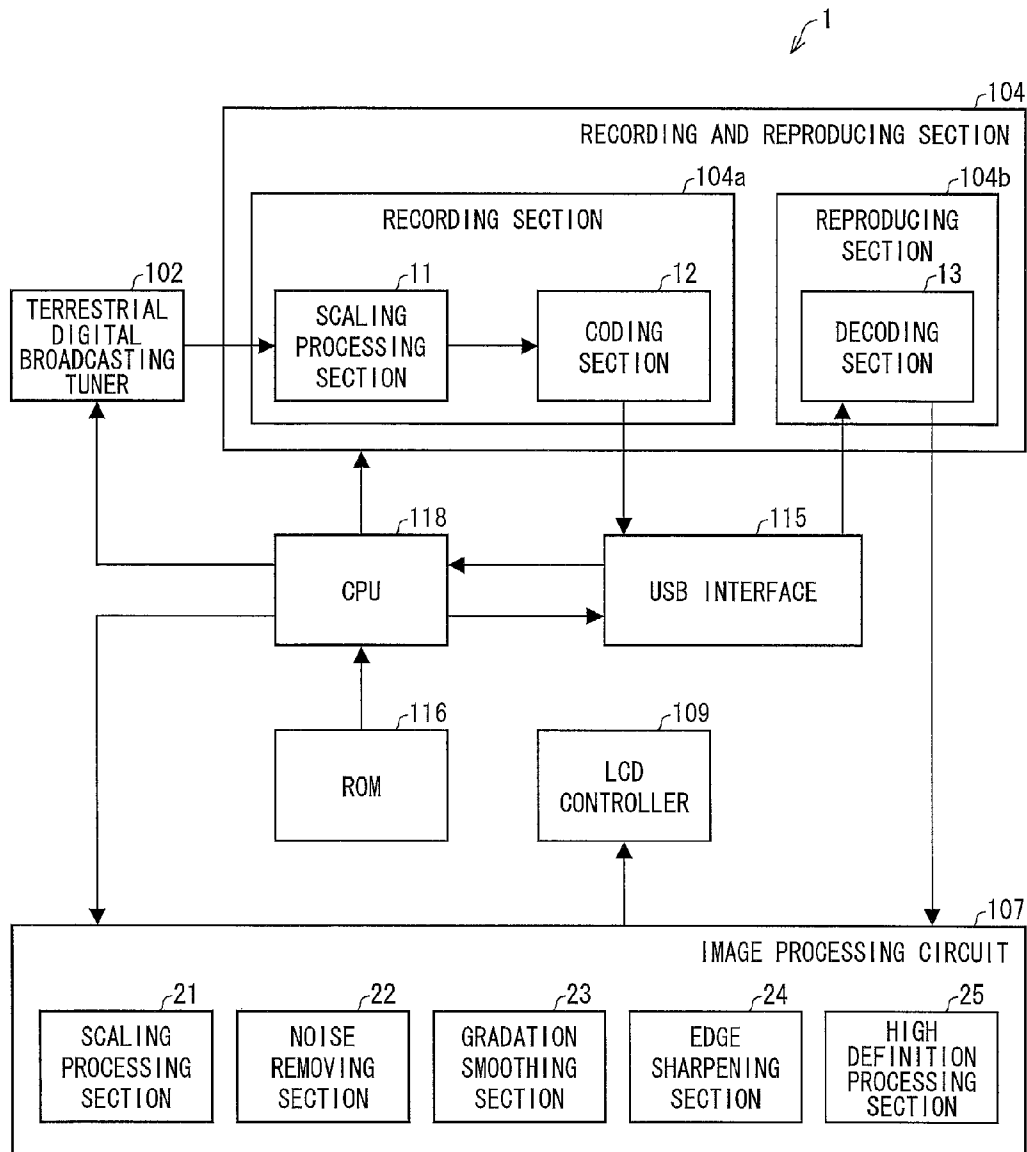 1
104
RECORDING AND REPRODUCING SECTION
104a
RECORDING SECTION
104b
REPRODUCING
SECTION
102
TERRESTRIAL
DIGITAL
BROADCASTING
TUNER
11
SCALING
PROCESSING
SECTION
12
CODING
SECTION
13
DECODING
SECTION
118
CPU
115
USB INTERFACE
116
ROM
109
LCD
CONTROLLER
107
IMAGE PROCESSING CIRCUIT
21
SCALING
PROCESSING
SECTION
22
NOISE
REMOVING
SECTION
23
GRADATION
SMOOTHING
SECTION
24
EDGE
SHARPENING
SECTION
25
HIGH
DEFINITION
PROCESSING
SECTION